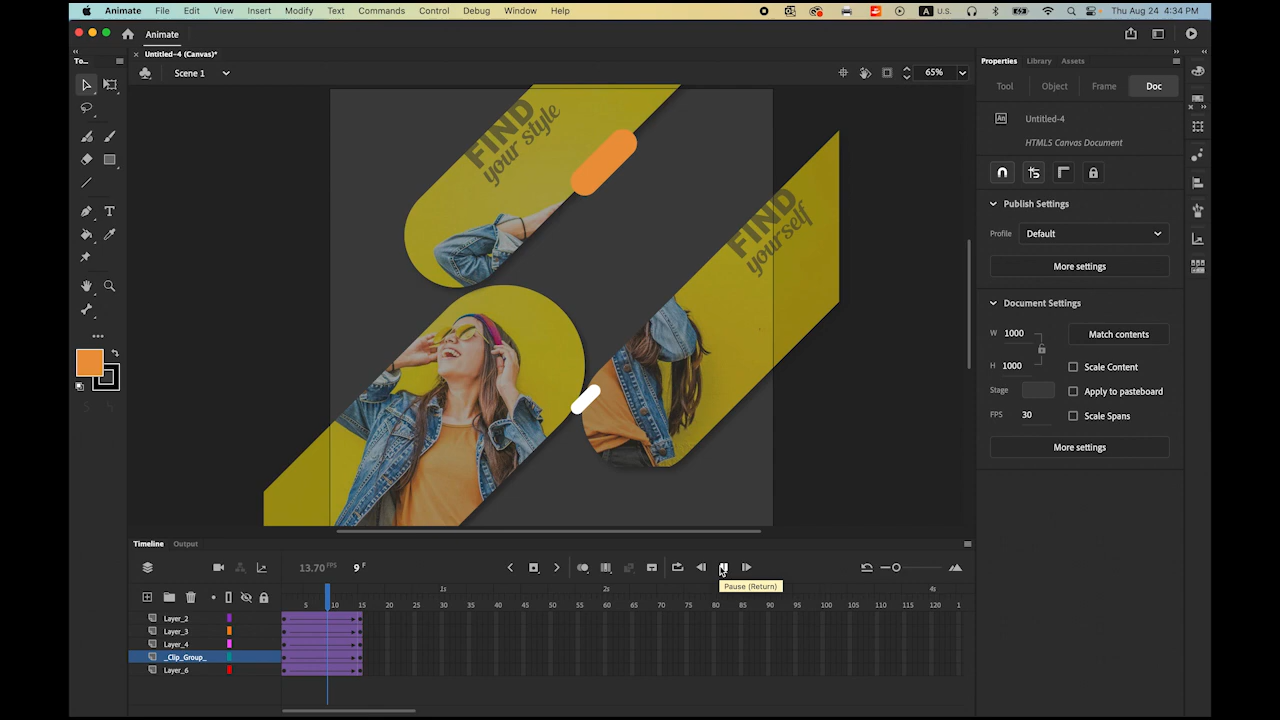 Animate File Edit View Insert Modify Text Commands Control Debug Window Help
A U.S. Thu Aug 24 4:34 PM
Animate
To...
Untitled-4 (Canvas)*
Properties Library Assets
Scene 1
65%
Tool Object Frame Doc
FIND
your style
An Untitled-4
HTML5 Canvas Document
FIND
yourself
Publish Settings
Profile Default
More settings
Document Settings
W 1000 Match contents
H 1000 Scale Content
Stage Apply to pasteboard
FPS 30 Scale Spans
More settings
Timeline Output
13.70 FPS 9 F
Pause (Return)
1s 2s 4s
5 10 15 20 25 30 35 40 45 50 55 60 65 70 75 80 85 90 95 100 105 110 115 120 1
Layer_2
Layer_3
Layer_4
_Clip_Group_
Layer_6